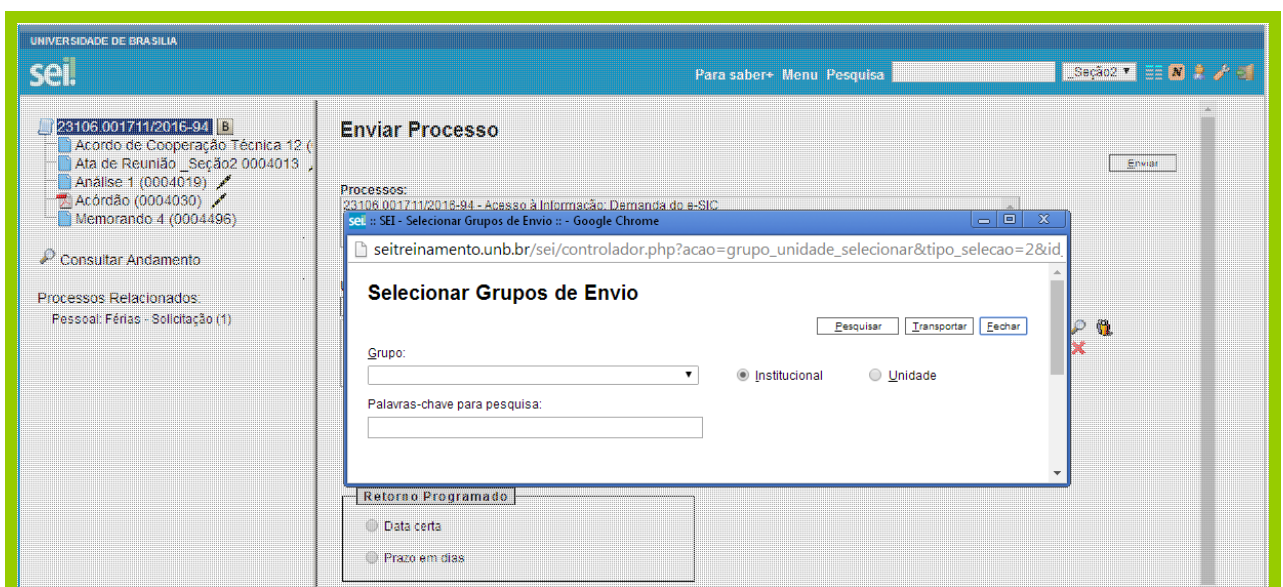 UNIVERSIDADE DE BRASILIA
sei!
Para saber+ Menu Pesquisa
_Seção2
N
23106.001711/2016-94 B
Acordo de Cooperação Técnica 12 (
Ata de Reunião _Seção2 0004013
Análise 1 (0004019)
Acórdão (0004030)
Memorando 4 (0004496)
Consultar Andamento
Processos Relacionados:
Pessoal: Férias - Solicitação (1)
Enviar Processo
Enviar
Processos:
23106.001711/2016-94 - Acesso à Informação: Demanda do e-SIC
sei! :: SEI - Selecionar Grupos de Envio :: - Google Chrome
seitreinamento.unb.br/sei/controlador.php?acao=grupo_unidade_selecionar&tipo_selecao=2&id_
Selecionar Grupos de Envio
Pesquisar Transportar Fechar
Grupo:
Institucional Unidade
Palavras-chave para pesquisa:
Retorno Programado
Data certa
Prazo em dias